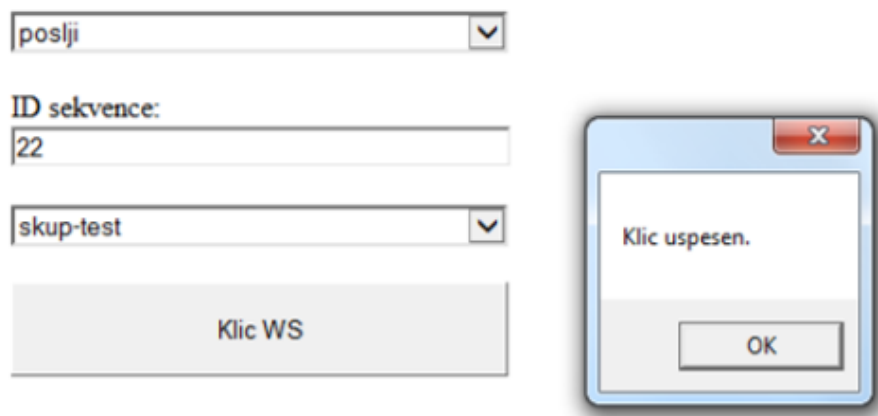 poslji
ID sekvence:
22
skup-test
Klic WS
Klic uspesen.
OK